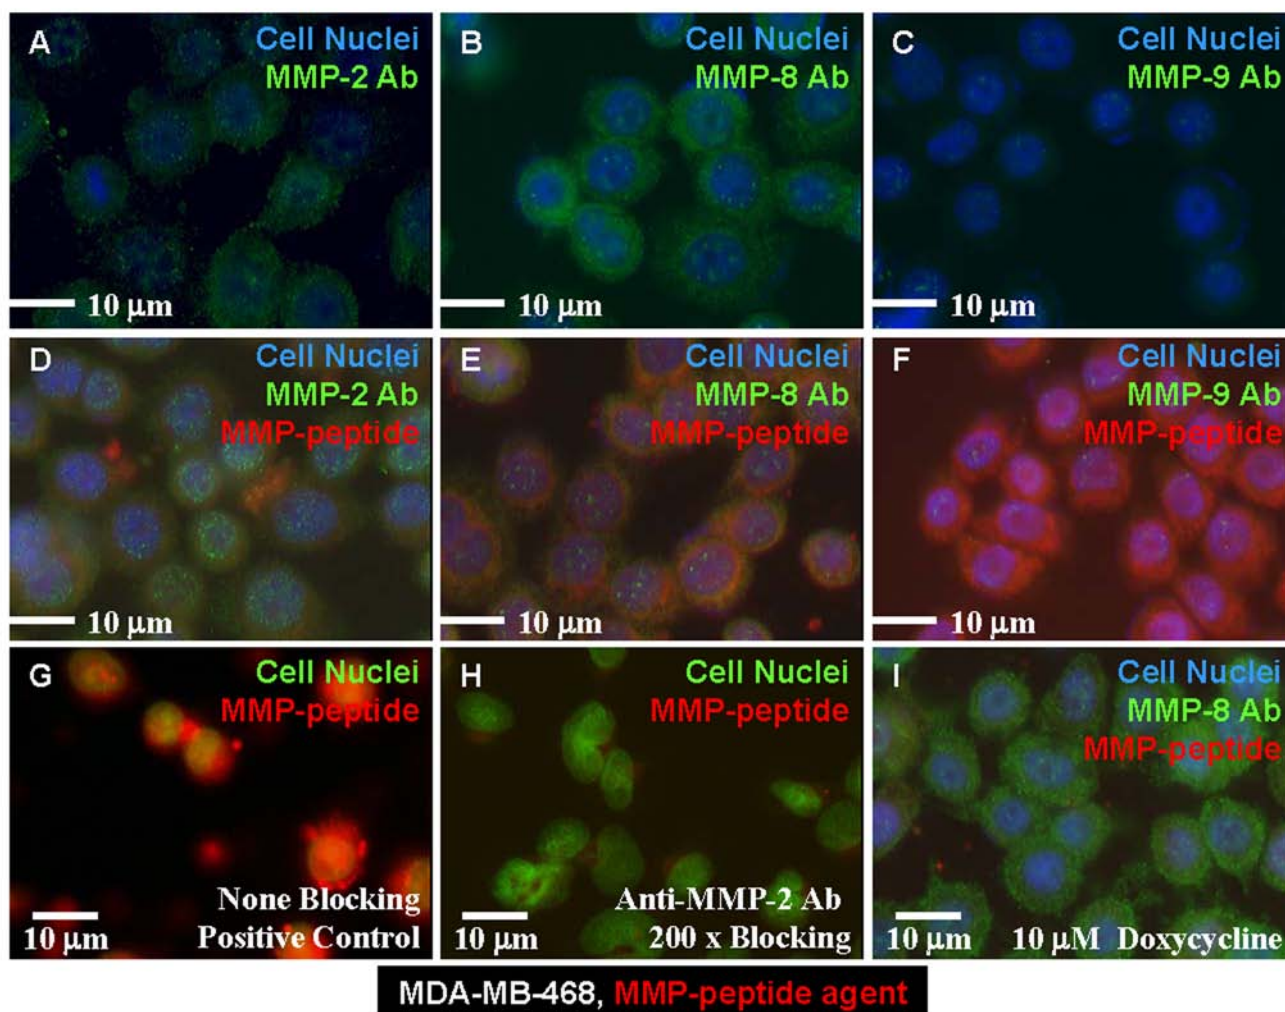 A
Cell Nuclei
MMP-2 Ab
10 μm
B
Cell Nuclei
MMP-8 Ab
10 μm
C
Cell Nuclei
MMP-9 Ab
10 μm
D
Cell Nuclei
MMP-2 Ab
MMP-peptide
10 μm
E
Cell Nuclei
MMP-8 Ab
MMP-peptide
10 μm
F
Cell Nuclei
MMP-9 Ab
MMP-peptide
10 μm
G
Cell Nuclei
MMP-peptide
None Blocking
Positive Control
10 μm
H
Cell Nuclei
MMP-peptide
Anti-MMP-2 Ab
200 x Blocking
10 μm
I
Cell Nuclei
MMP-8 Ab
MMP-peptide
10 μm
10 μM Doxycycline
MDA-MB-468, MMP-peptide agent